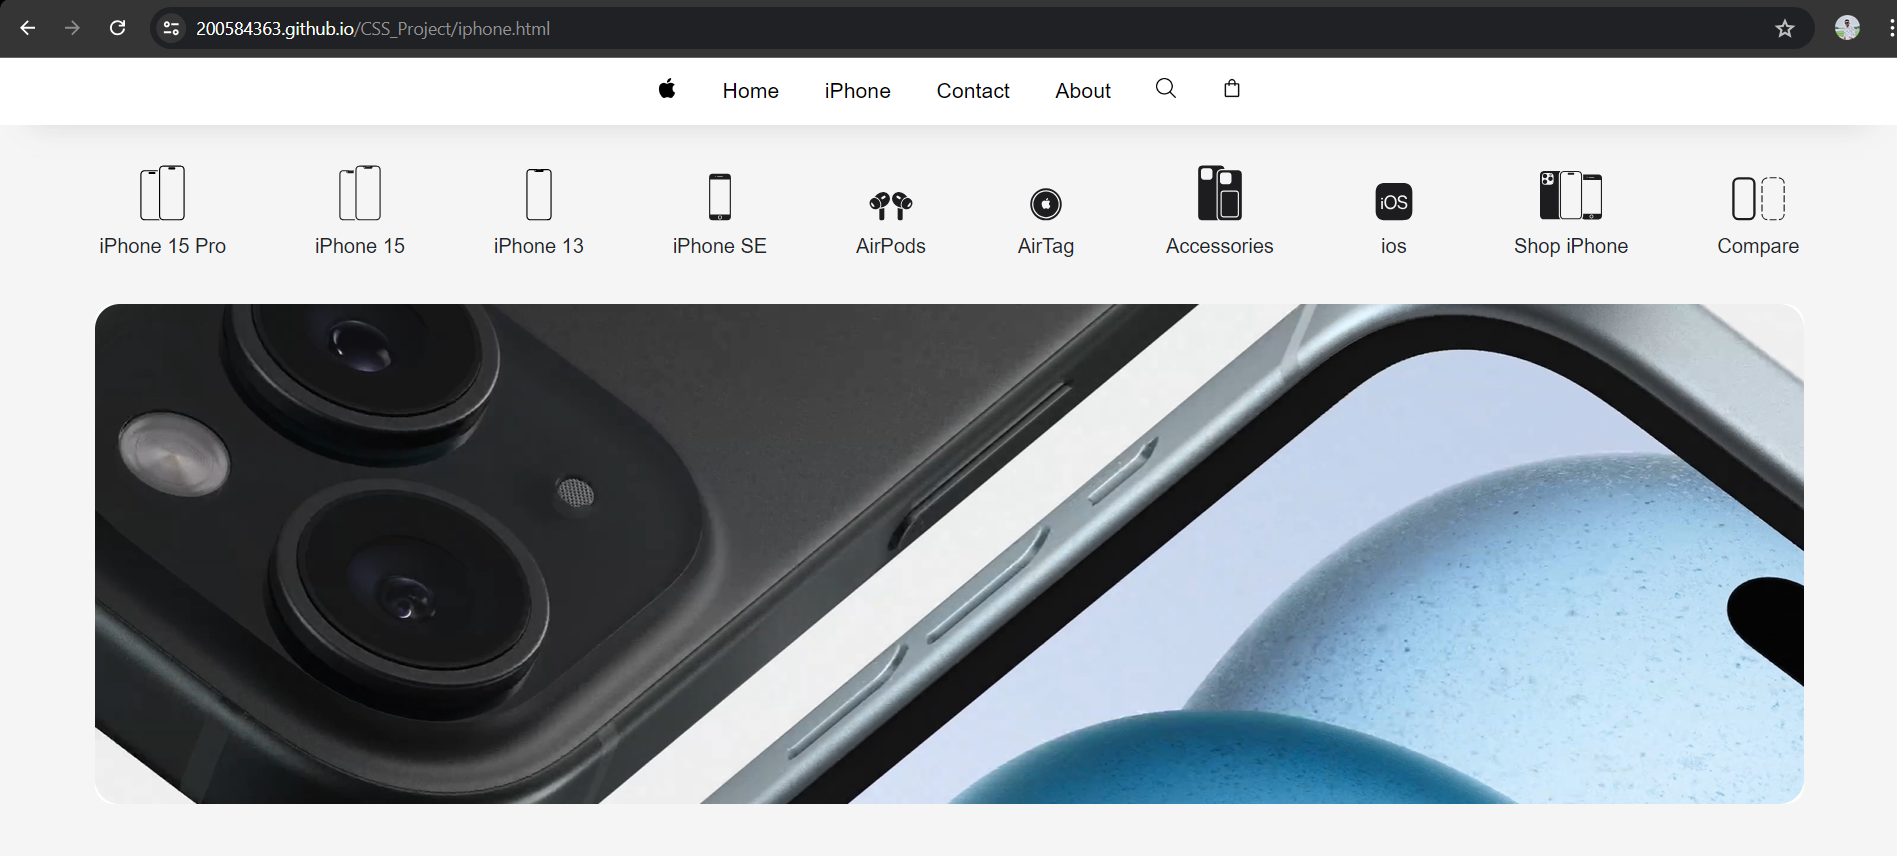 200584363.github.io/CSS_Project/iphone.html
Home iPhone Contact About
iOS
iPhone 15 Pro iPhone 15 iPhone 13 iPhone SE AirPods AirTag Accessories ios Shop iPhone Compare